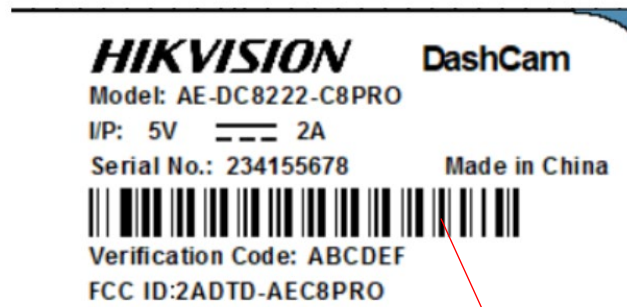 HIKVISION DashCam
Model: AE-DC8222-C8PRO
I/P: 5V 2A
Serial No.: 234155678 Made in China
Verification Code: ABCDEF
FCC ID:2ADTD-AEC8PRO